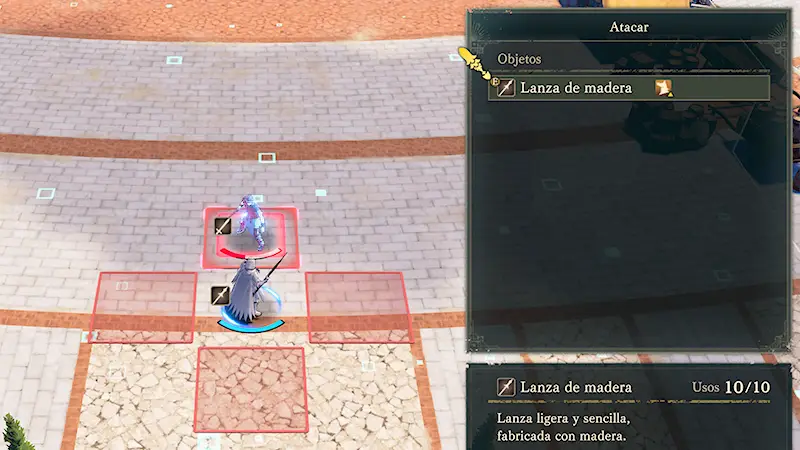 Atacar
Objetos
E Lanza de madera
Lanza de madera Usos 10/10
Lanza ligera y sencilla,
fabricada con madera.